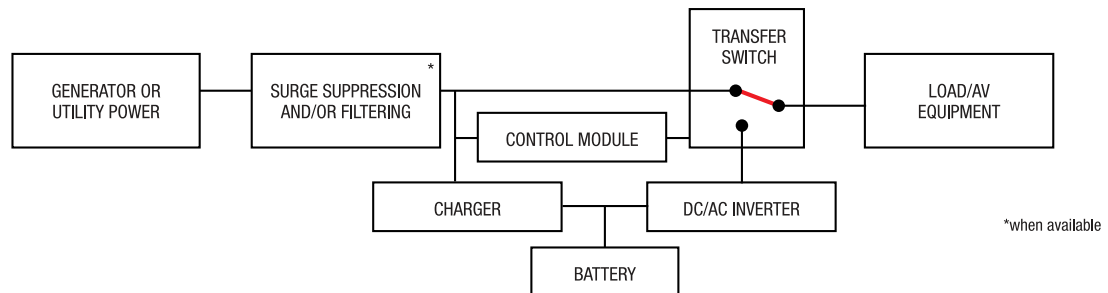 GENERATOR OR
UTILITY POWER
SURGE SUPPRESSION
AND/OR FILTERING
*
TRANSFER
SWITCH
LOAD/AV
EQUIPMENT
CONTROL MODULE
CHARGER
DC/AC INVERTER
BATTERY
*when available